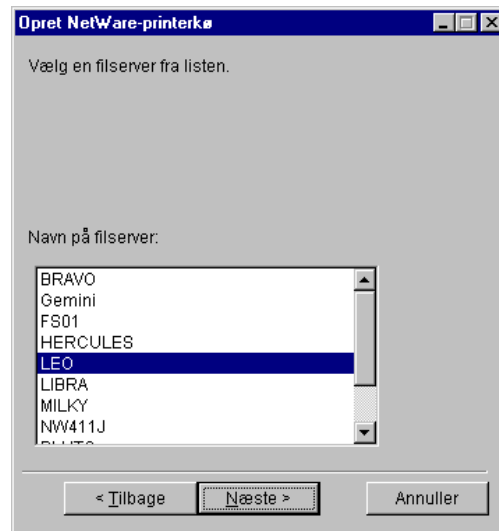 Opret NetWare-printerkø
Vælg en filserver fra listen.
Navn på filserver:
BRAVO
Gemini
FS01
HERCULES
LEO
LIBRA
MILKY
NW411J
< Tilbage Næste > Annuller